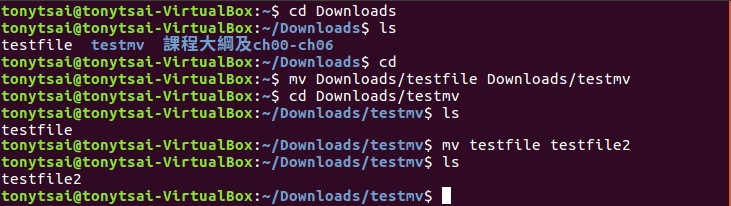 tonytsai@tonytsai-VirtualBox:~$ cd Downloads
tonytsai@tonytsai-VirtualBox:~/Downloads$ ls
testfile  testmv  課程大綱及ch00-ch06
tonytsai@tonytsai-VirtualBox:~/Downloads$ cd
tonytsai@tonytsai-VirtualBox:~$ mv Downloads/testfile Downloads/testmv
tonytsai@tonytsai-VirtualBox:~$ cd Downloads/testmv
tonytsai@tonytsai-VirtualBox:~/Downloads/testmv$ ls
testfile
tonytsai@tonytsai-VirtualBox:~/Downloads/testmv$ mv testfile testfile2
tonytsai@tonytsai-VirtualBox:~/Downloads/testmv$ ls
testfile2
tonytsai@tonytsai-VirtualBox:~/Downloads/testmv$